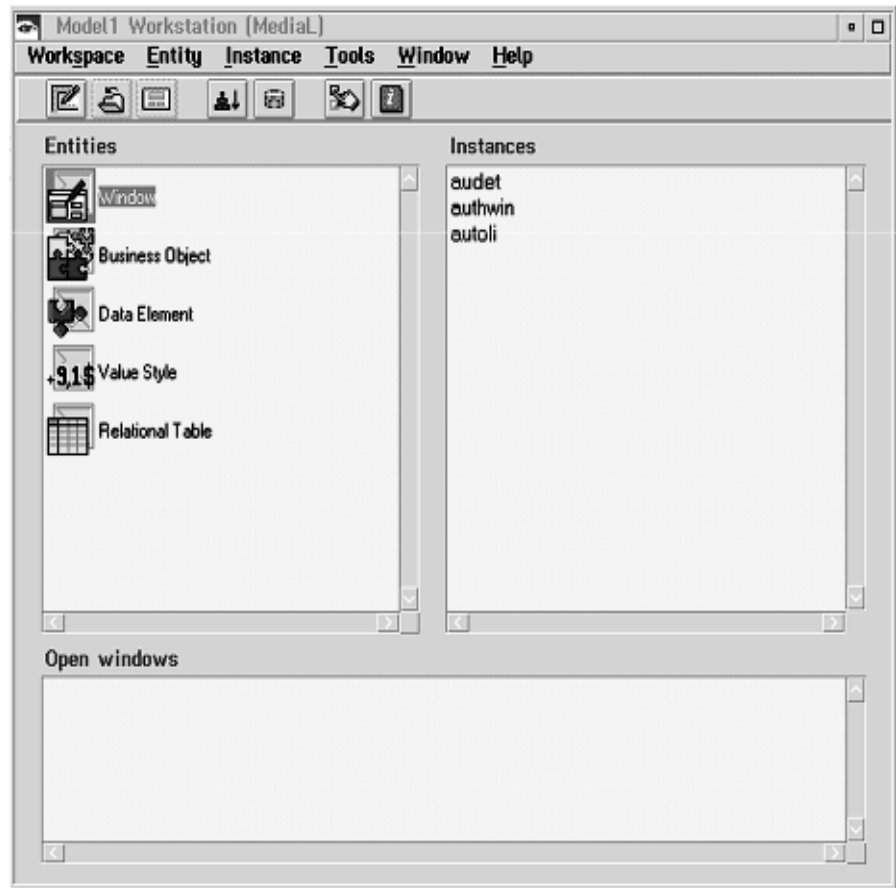 Model1 Workstation (MediaL)
Workspace Entity Instance Tools Window Help
Entities
Window
Business Object
Data Element
+9,1$ Value Style
Relational Table
Instances
audet
authwin
autoli
Open windows